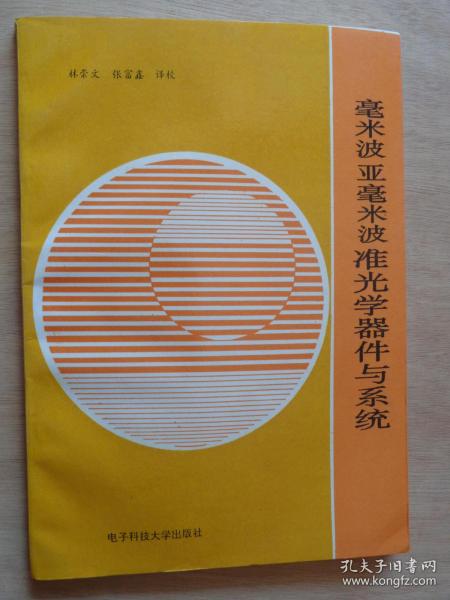 林崇文 张富鑫 译校
毫米波亚毫米波准光学器件与系统
电子科技大学出版社
孔夫子旧书网
www.kongfz.com